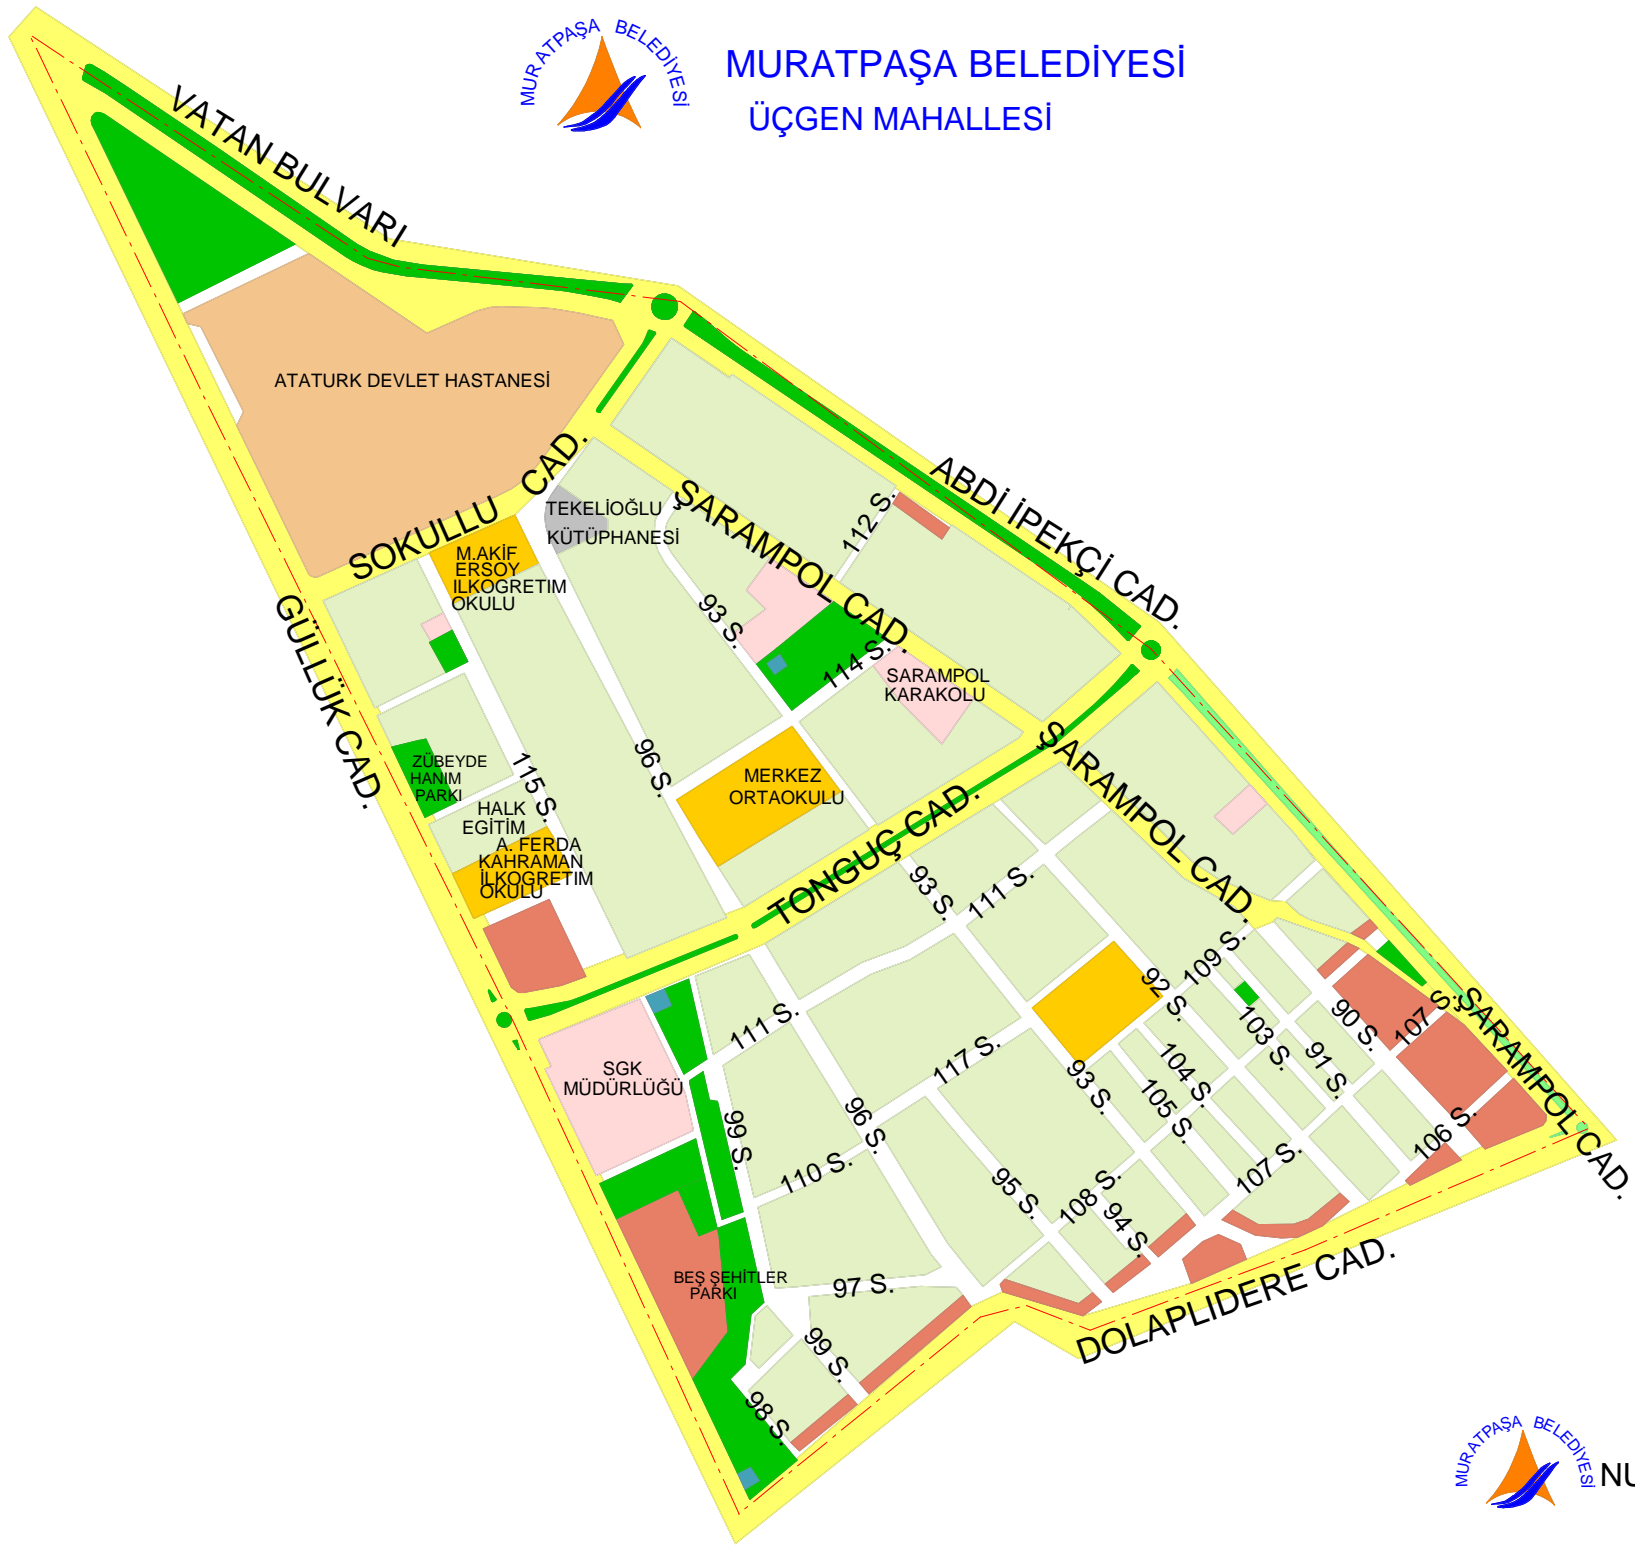 MURATPAŞA BELEDİYESİ
MURATPAŞA BELEDİYESİ
ÜÇGEN MAHALLESİ
VATAN BULVARI
ATATURK DEVLET HASTANESİ
SOKULLU CAD.
ABDİ İPEKÇİ CAD.
ŞARAMPOL CAD.
112 S.
TEKELİOĞLU
KÜTÜPHANESİ
M.AKİF
ERSOY
ILKOGRETIM
OKULU
93 S.
114 S.
SARAMPOL
KARAKOLU
GÜLLÜK CAD.
ZÜBEYDE
HANIM
PARKI
115 S.
96 S.
MERKEZ
ORTAOKULU
HALK
EGİTİM
A. FERDA
KAHRAMAN
İLKOGRETIM
OKULU
TONGUÇ CAD.
ŞARAMPOL CAD.
93 S.
111 S.
109 S.
92 S.
103 S.
90 S.
107 S.
ŞARAMPOL CAD.
111 S.
117 S.
104 S.
91 S.
SGK
MÜDÜRLÜĞÜ
99 S.
96 S.
93 S.
105 S.
106 S.
110 S.
95 S.
108 S.
94 S.
107 S.
BEŞ ŞEHİTLER
PARKI
97 S.
DOLAPLIDERE CAD.
99 S.
98 S.
MURATPAŞA BELEDİYESİ
NU